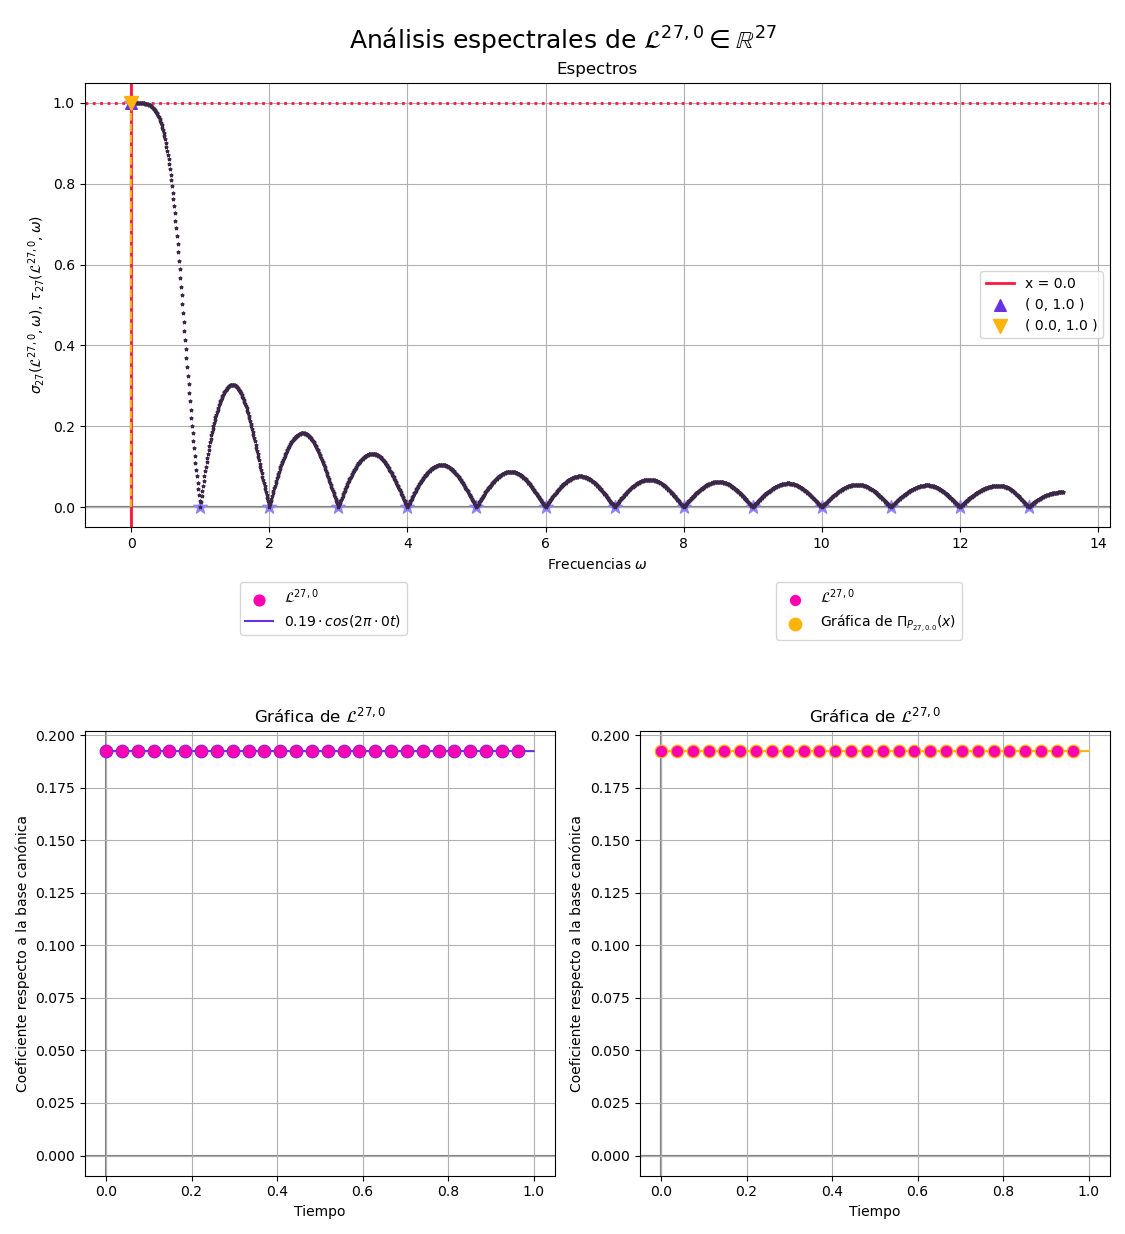 Análisis espectrales de ℒ^{27,0} ∈ ℝ^{27}
Espectros
σ₂₇(ℒ^{27,0}, ω), τ₂₇(ℒ^{27,0}, ω)
1.0
0.8
0.6
0.4
0.2
0.0
x = 0.0
( 0, 1.0 )
( 0.0, 1.0 )
0 2 4 6 8 10 12 14
Frecuencias ω
ℒ^{27,0}
0.19 · cos(2π · 0t)
ℒ^{27,0}
Gráfica de Π_{P_{27,0.0}}(x)
Gráfica de ℒ^{27,0}
Coeficiente respecto a la base canónica
0.200
0.175
0.150
0.125
0.100
0.075
0.050
0.025
0.000
0.0 0.2 0.4 0.6 0.8 1.0
Tiempo
Gráfica de ℒ^{27,0}
Coeficiente respecto a la base canónica
0.200
0.175
0.150
0.125
0.100
0.075
0.050
0.025
0.000
0.0 0.2 0.4 0.6 0.8 1.0
Tiempo